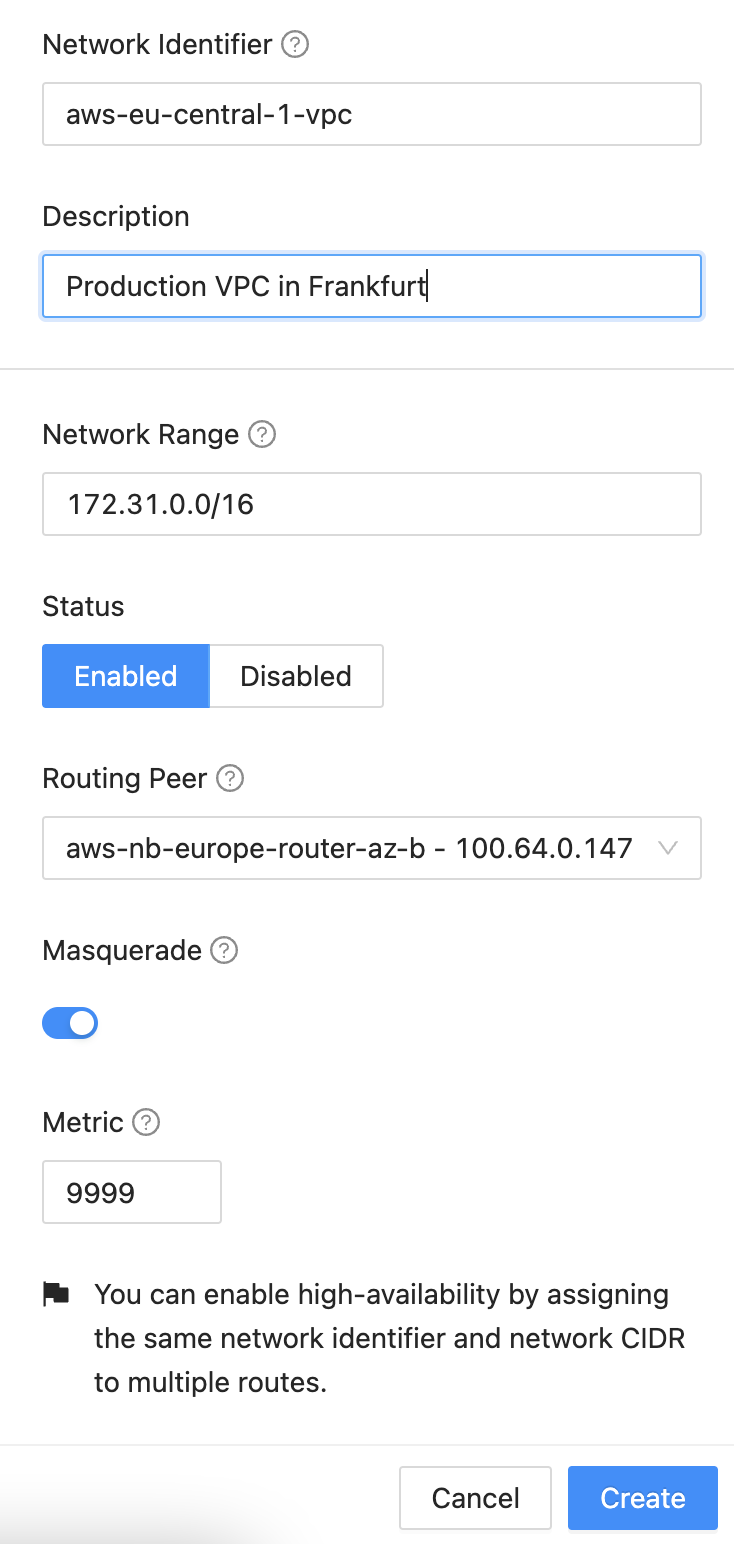 Network Identifier ?
aws-eu-central-1-vpc
Description
Production VPC in Frankfurt
Network Range ?
172.31.0.0/16
Status
Enabled Disabled
Routing Peer ?
aws-nb-europe-router-az-b - 100.64.0.147
Masquerade ?
Metric ?
9999
You can enable high-availability by assigning
the same network identifier and network CIDR
to multiple routes.
Cancel Create